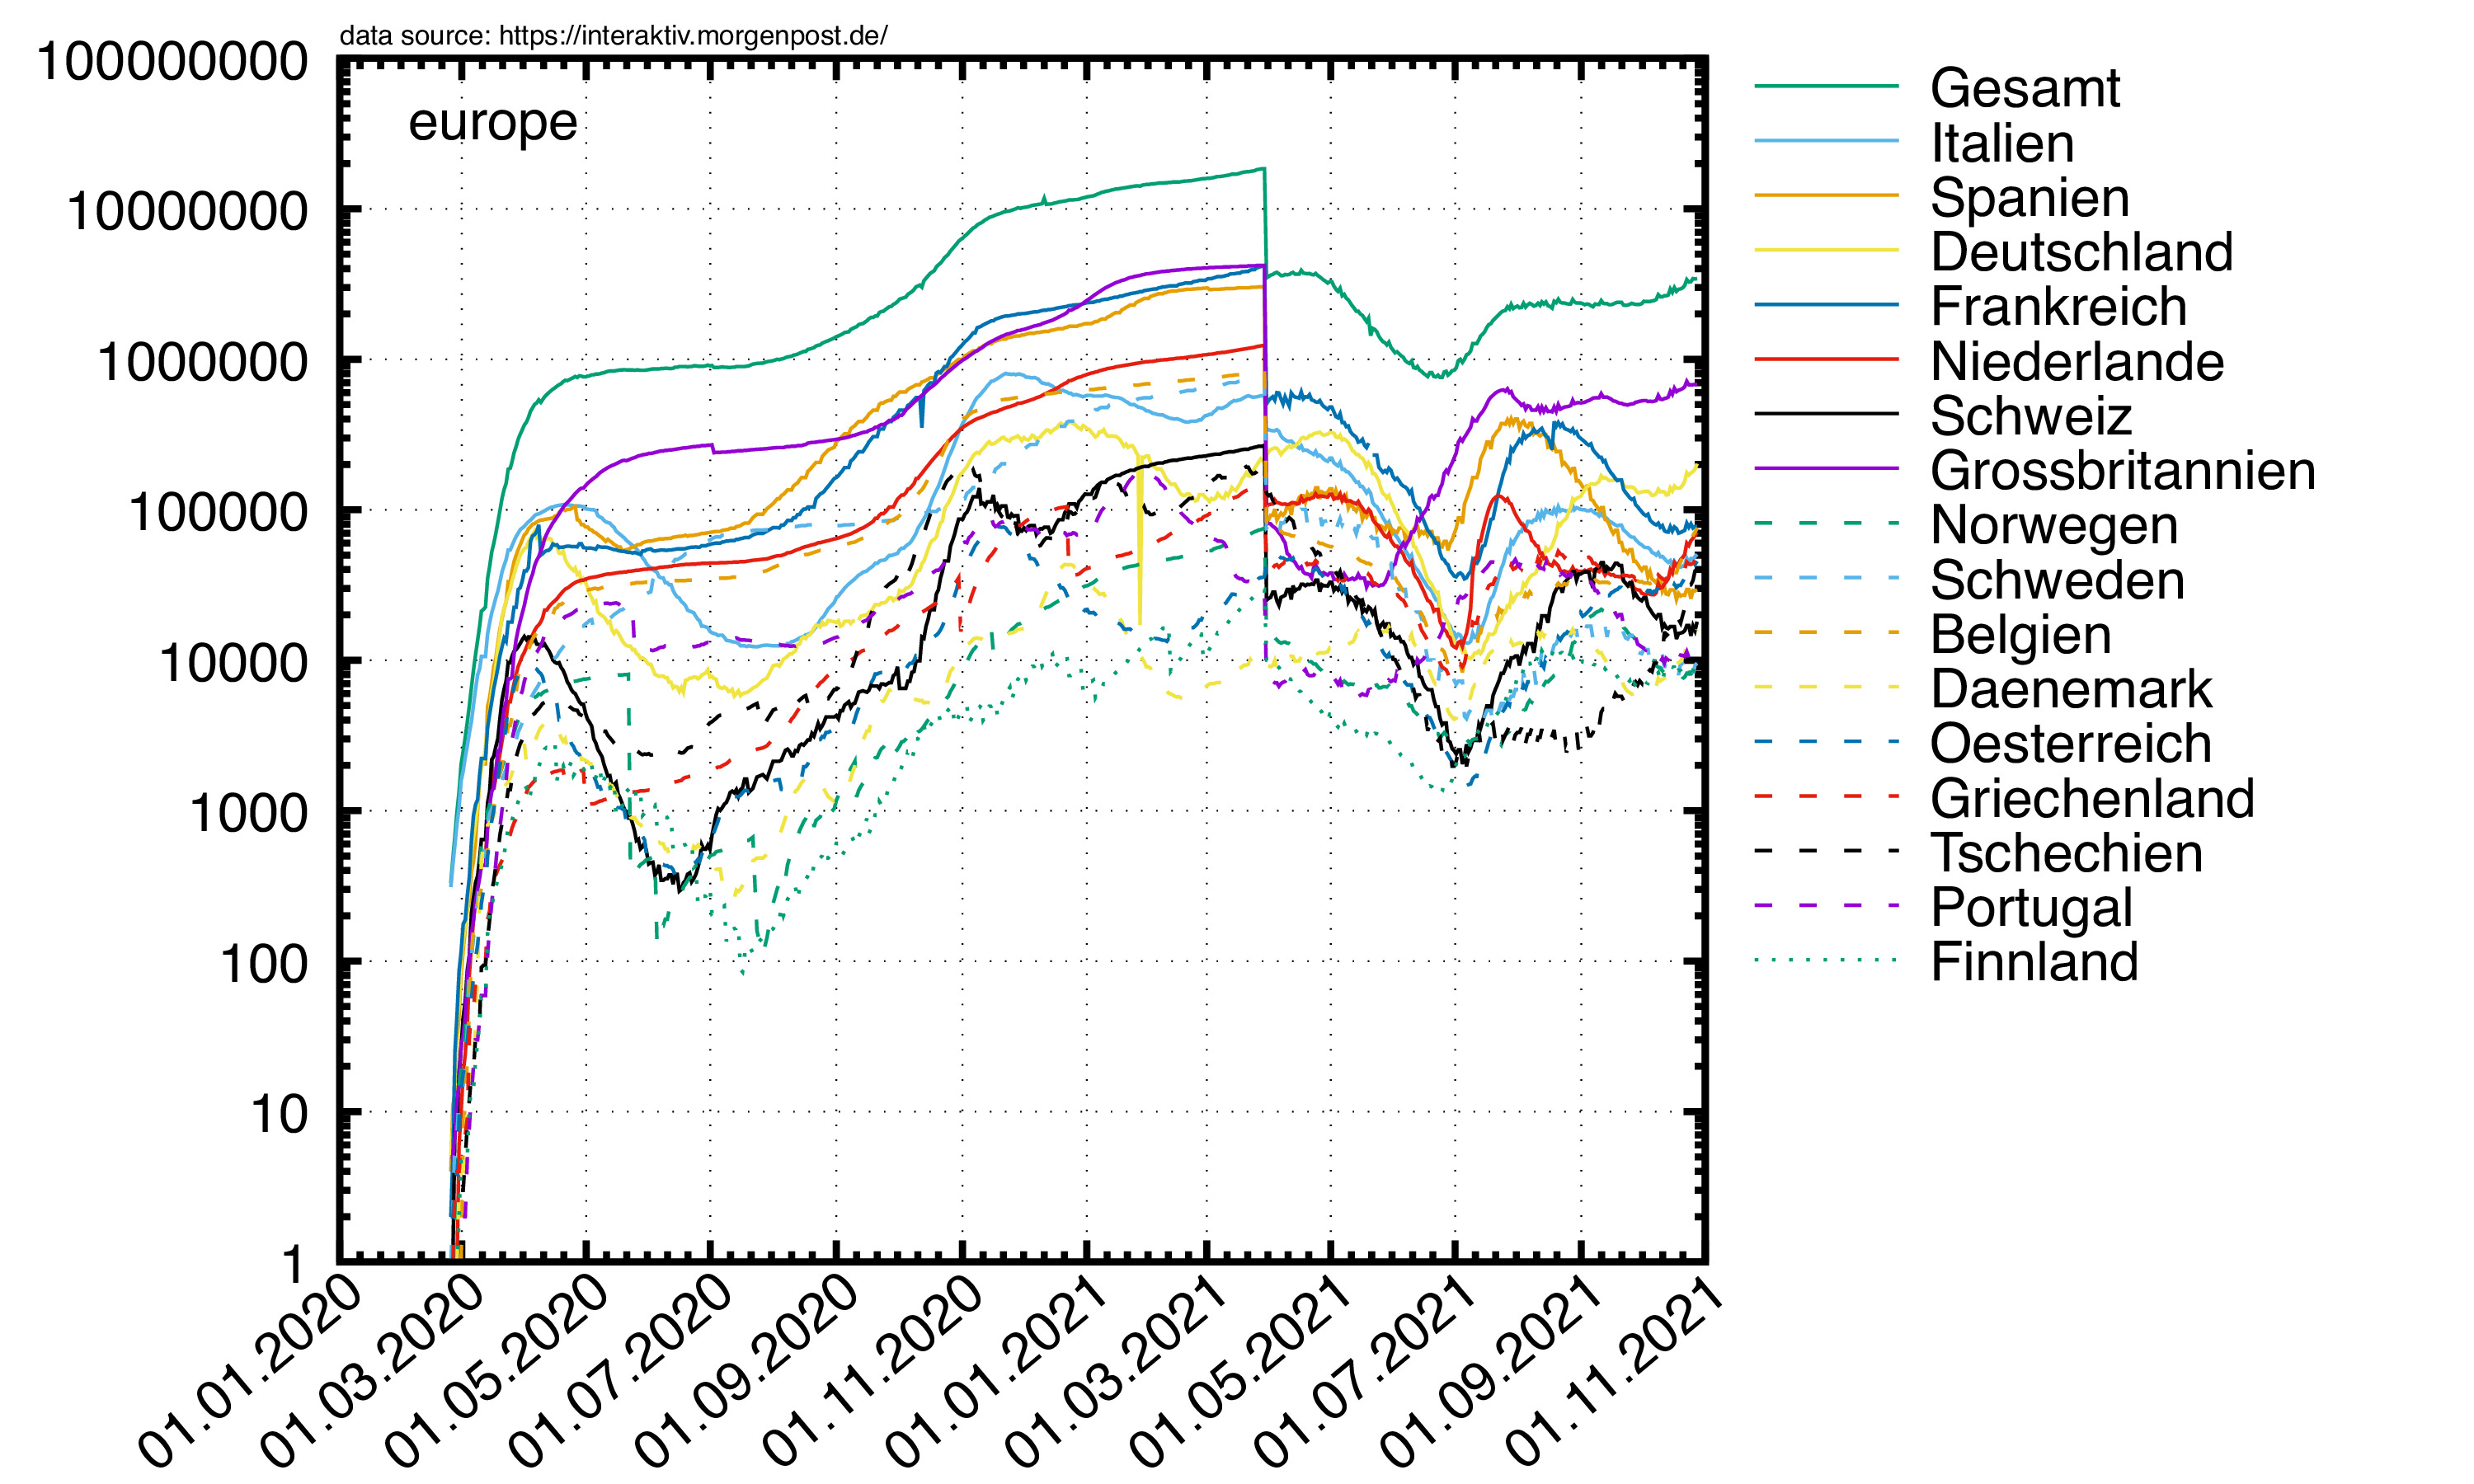 data source: https://interaktiv.morgenpost.de/
europe
100000000
10000000
1000000
100000
10000
1000
100
10
1
01.01.2020
01.03.2020
01.05.2020
01.07.2020
01.09.2020
01.11.2020
01.01.2021
01.03.2021
01.05.2021
01.07.2021
01.09.2021
01.11.2021
Gesamt
Italien
Spanien
Deutschland
Frankreich
Niederlande
Schweiz
Grossbritannien
Norwegen
Schweden
Belgien
Daenemark
Oesterreich
Griechenland
Tschechien
Portugal
Finnland